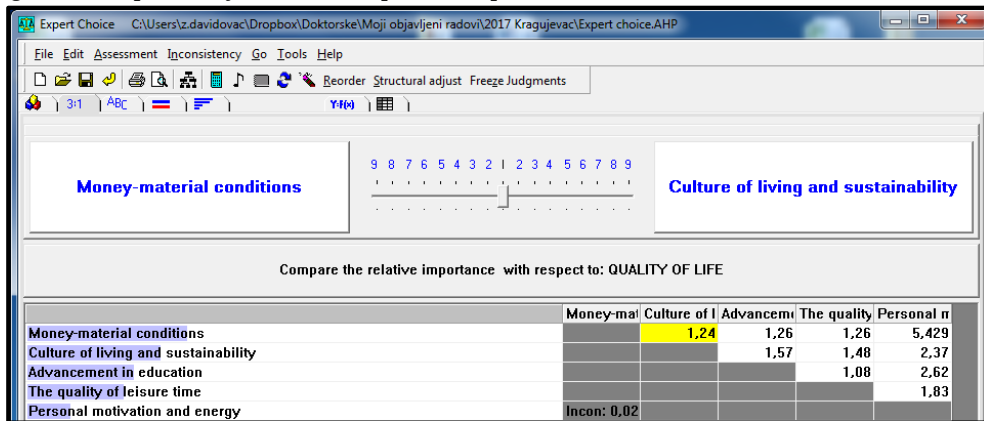 Expert Choice C:\Users\z.davidovac\Dropbox\Doktorske\Moji objavljeni radovi\2017 Kragujevac\Expert choice.AHP
File Edit Assessment Inconsistency Go Tools Help
Reorder Structural adjust Freeze Judgments
3:1 ABC Y=F(x)
9 8 7 6 5 4 3 2 1 2 3 4 5 6 7 8 9
Money-material conditions Culture of living and sustainability
Compare the relative importance with respect to: QUALITY OF LIFE
Money-mat Culture of l Advanceme The quality Personal m
Money-material conditions 1,24 1,26 1,26 5,429
Culture of living and sustainability 1,57 1,48 2,37
Advancement in education 1,08 2,62
The quality of leisure time 1,83
Personal motivation and energy Incon: 0,02